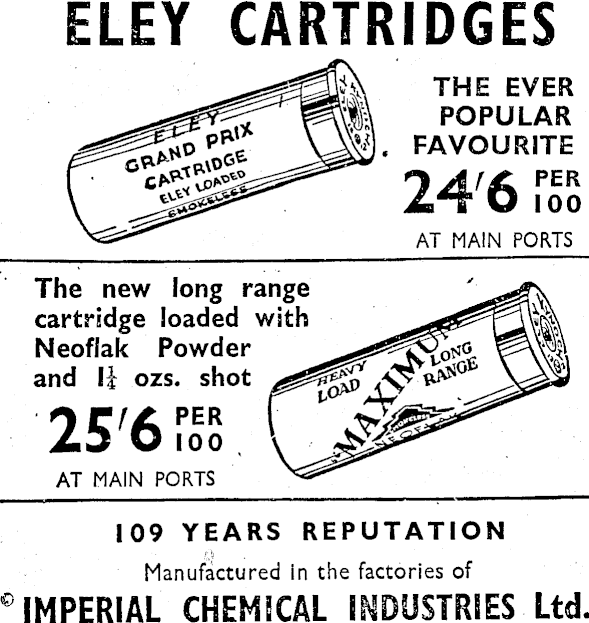 ELEY CARTRIDGES
ELEY
GRAND PRIX
CARTRIDGE
ELEY LOADED
SMOKELESS
THE EVER
POPULAR
FAVOURITE
24/6 PER 100
AT MAIN PORTS
The new long range
cartridge loaded with
Neoflak Powder
and 1¼ ozs. shot
25/6 PER 100
AT MAIN PORTS
HEAVY
LOAD
"MAXIMUM"
LONG
RANGE
109 YEARS REPUTATION
Manufactured in the factories of
IMPERIAL CHEMICAL INDUSTRIES Ltd.